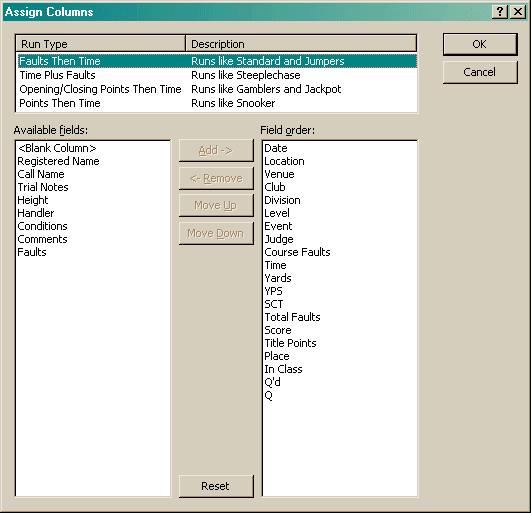 Assign Columns
Run Type Description
Faults Then Time Runs like Standard and Jumpers
Time Plus Faults Runs like Steeplechase
Opening/Closing Points Then Time Runs like Gamblers and Jackpot
Points Then Time Runs like Snooker
OK
Cancel
Available fields:
<Blank Column>
Registered Name
Call Name
Trial Notes
Height
Handler
Conditions
Comments
Faults
Add ->
<- Remove
Move Up
Move Down
Reset
Field order:
Date
Location
Venue
Club
Division
Level
Event
Judge
Course Faults
Time
Yards
YPS
SCT
Total Faults
Score
Title Points
Place
In Class
Q'd
Q